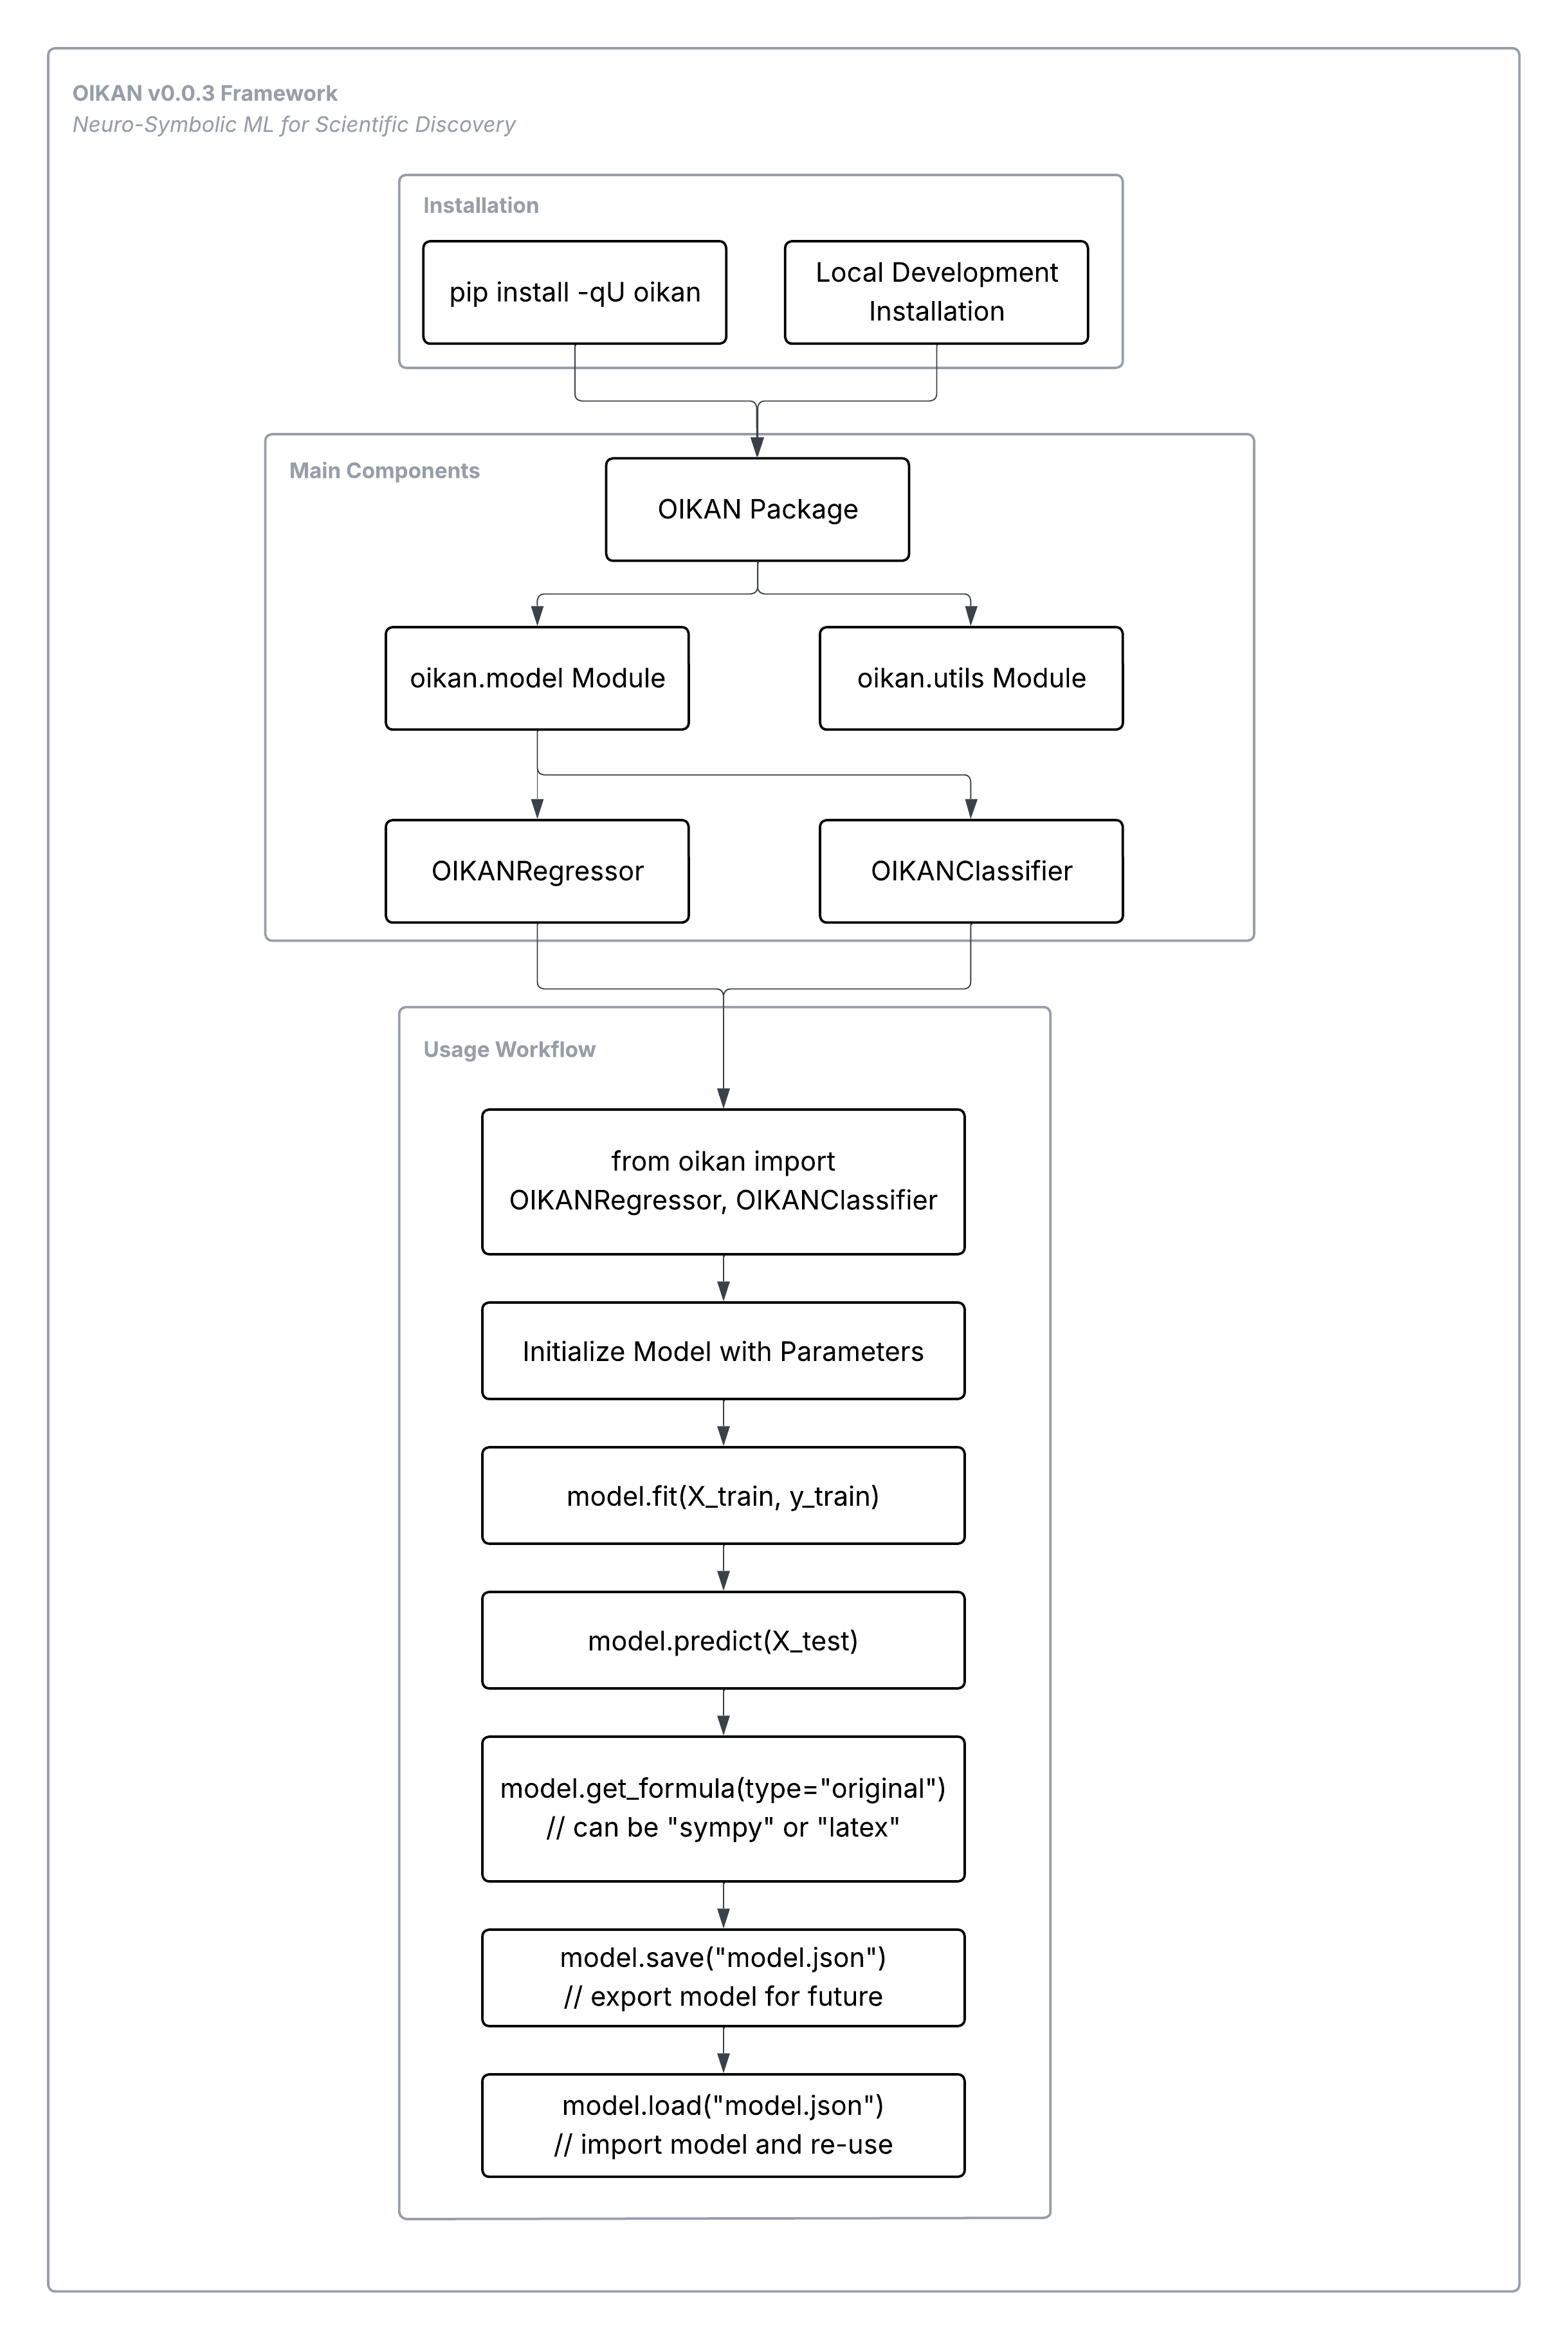 OIKAN v0.0.3 Framework
Neuro-Symbolic ML for Scientific Discovery
Installation
pip install -qU oikan
Local Development
Installation
Main Components
OIKAN Package
oikan.model Module
oikan.utils Module
OIKANRegressor
OIKANClassifier
Usage Workflow
from oikan import
OIKANRegressor, OIKANClassifier
Initialize Model with Parameters
model.fit(X_train, y_train)
model.predict(X_test)
model.get_formula(type="original")
// can be "sympy" or "latex"
model.save("model.json")
// export model for future
model.load("model.json")
// import model and re-use